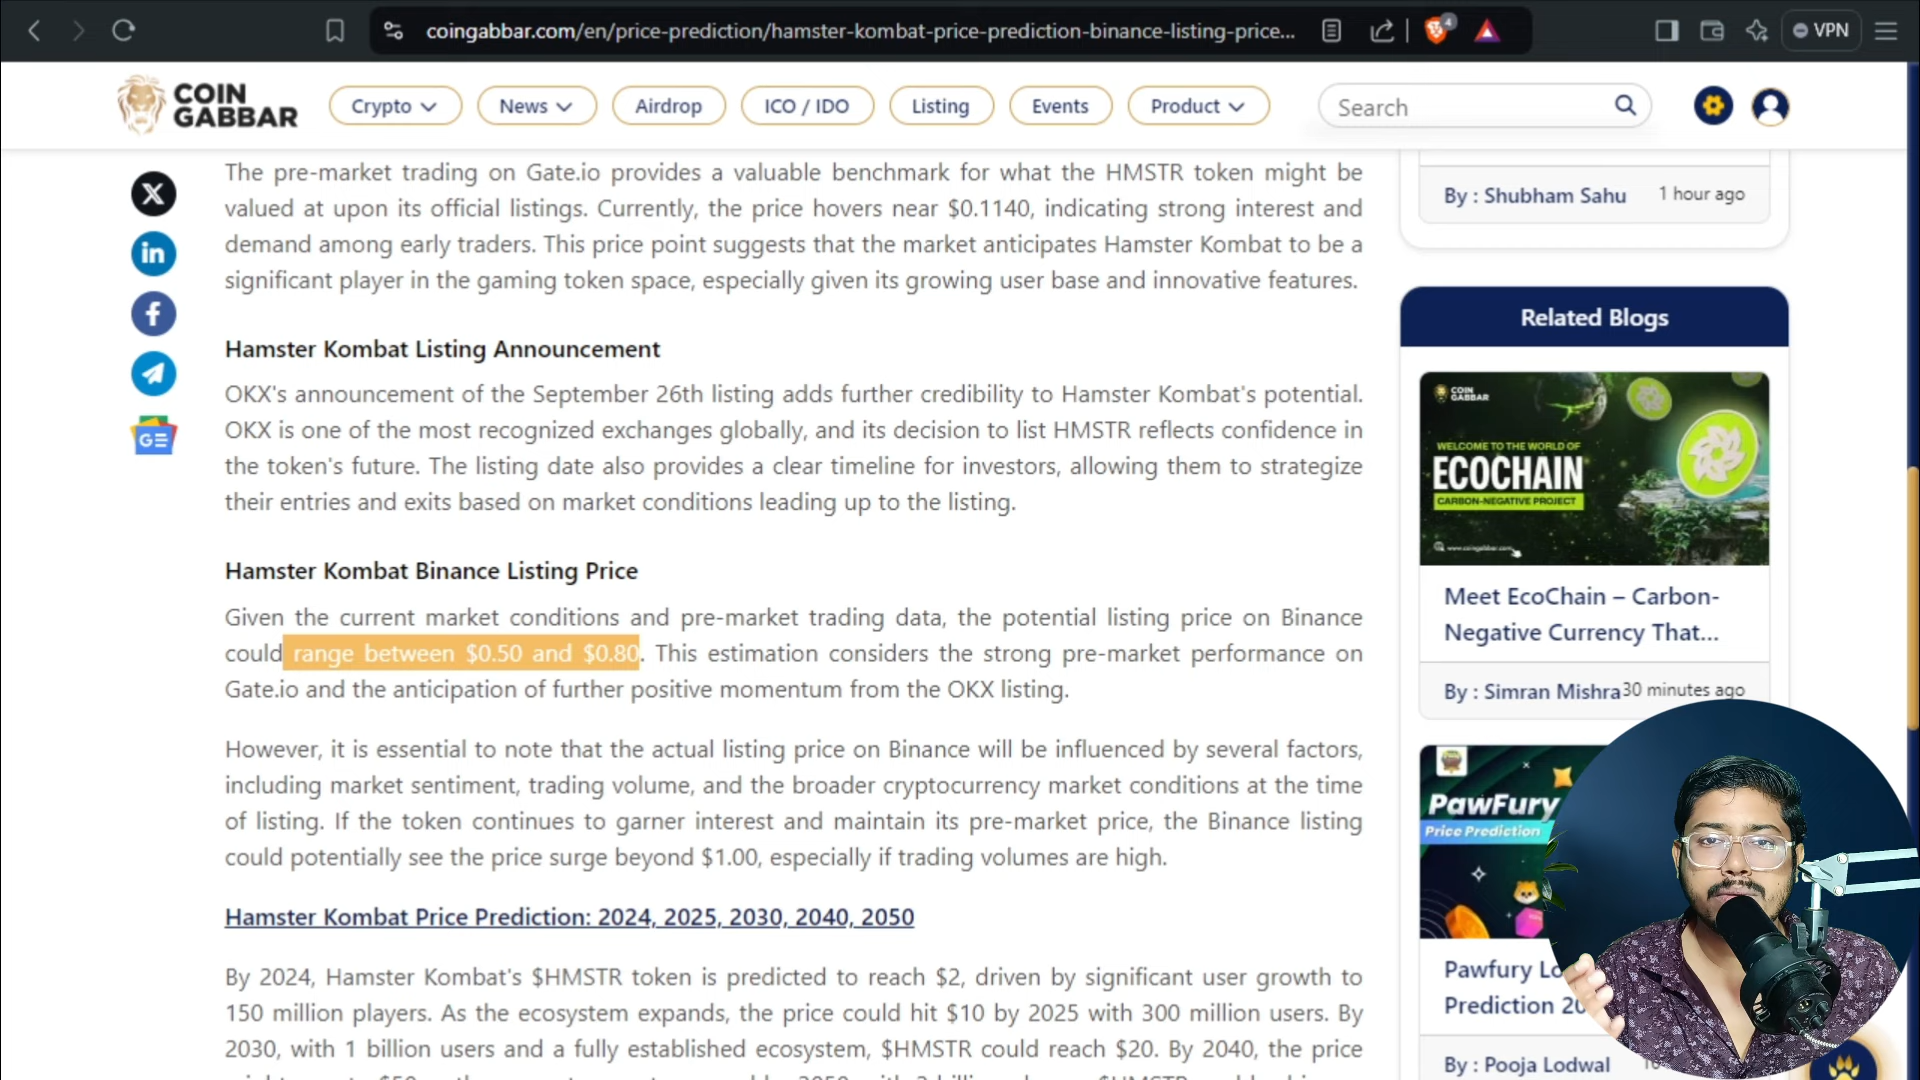 coingabbar.com/en/price-prediction/hamster-kombat-price-prediction-binance-listing-price...
4
VPN
COIN
GABBAR
Crypto
News
Airdrop
ICO / IDO
Listing
Events
Product
Search
The pre-market trading on Gate.io provides a valuable benchmark for what the HMSTR token might be
valued at upon its official listings. Currently, the price hovers near $0.1140, indicating strong interest and
demand among early traders. This price point suggests that the market anticipates Hamster Kombat to be a
significant player in the gaming token space, especially given its growing user base and innovative features.
Hamster Kombat Listing Announcement
OKX's announcement of the September 26th listing adds further credibility to Hamster Kombat's potential.
OKX is one of the most recognized exchanges globally, and its decision to list HMSTR reflects confidence in
the token's future. The listing date also provides a clear timeline for investors, allowing them to strategize
their entries and exits based on market conditions leading up to the listing.
Hamster Kombat Binance Listing Price
Given the current market conditions and pre-market trading data, the potential listing price on Binance
could range between $0.50 and $0.80. This estimation considers the strong pre-market performance on
Gate.io and the anticipation of further positive momentum from the OKX listing.
However, it is essential to note that the actual listing price on Binance will be influenced by several factors,
including market sentiment, trading volume, and the broader cryptocurrency market conditions at the time
of listing. If the token continues to garner interest and maintain its pre-market price, the Binance listing
could potentially see the price surge beyond $1.00, especially if trading volumes are high.
Hamster Kombat Price Prediction: 2024, 2025, 2030, 2040, 2050
By 2024, Hamster Kombat's $HMSTR token is predicted to reach $2, driven by significant user growth to
150 million players. As the ecosystem expands, the price could hit $10 by 2025 with 300 million users. By
2030, with 1 billion users and a fully established ecosystem, $HMSTR could reach $20. By 2040, the price
X
in
f
GE
By : Shubham Sahu 1 hour ago
Related Blogs
COIN
GABBAR
WELCOME TO THE WORLD OF
ECOCHAIN
CARBON-NEGATIVE PROJECT
www.coingabbar.com
Meet EcoChain – Carbon-
Negative Currency That...
By : Simran Mishra 30 minutes ago
PawFury
Price Prediction
Pawfury
Prediction
By : Pooja Lodwal